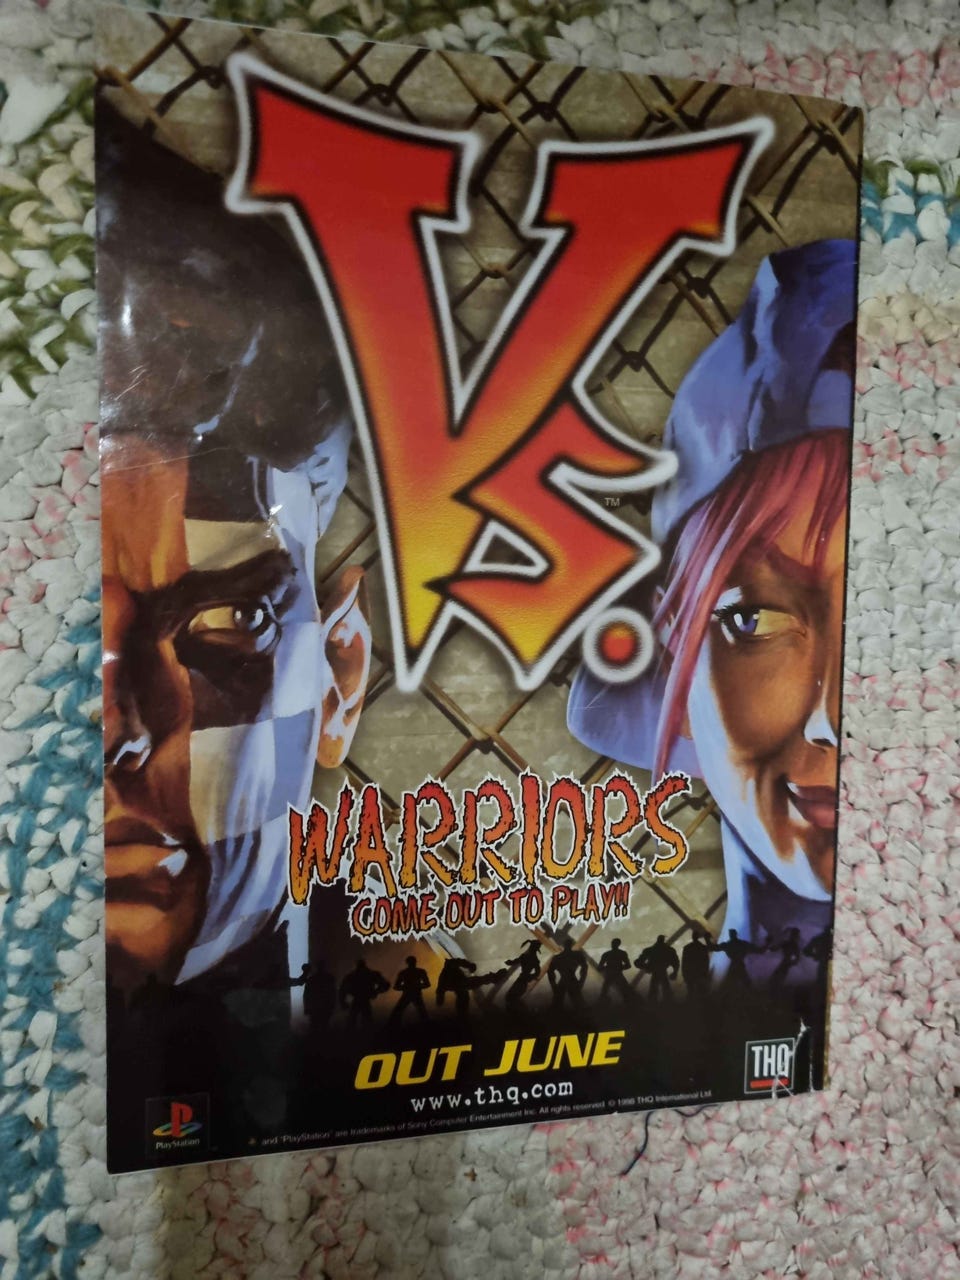 VS.
TM
WARRIORS
COME OUT TO PLAY!!
OUT JUNE
www.thq.com
THQ
PlayStation
and "PlayStation" are trademarks of Sony Computer Entertainment Inc. All rights reserved. © 1998 THQ International Ltd.